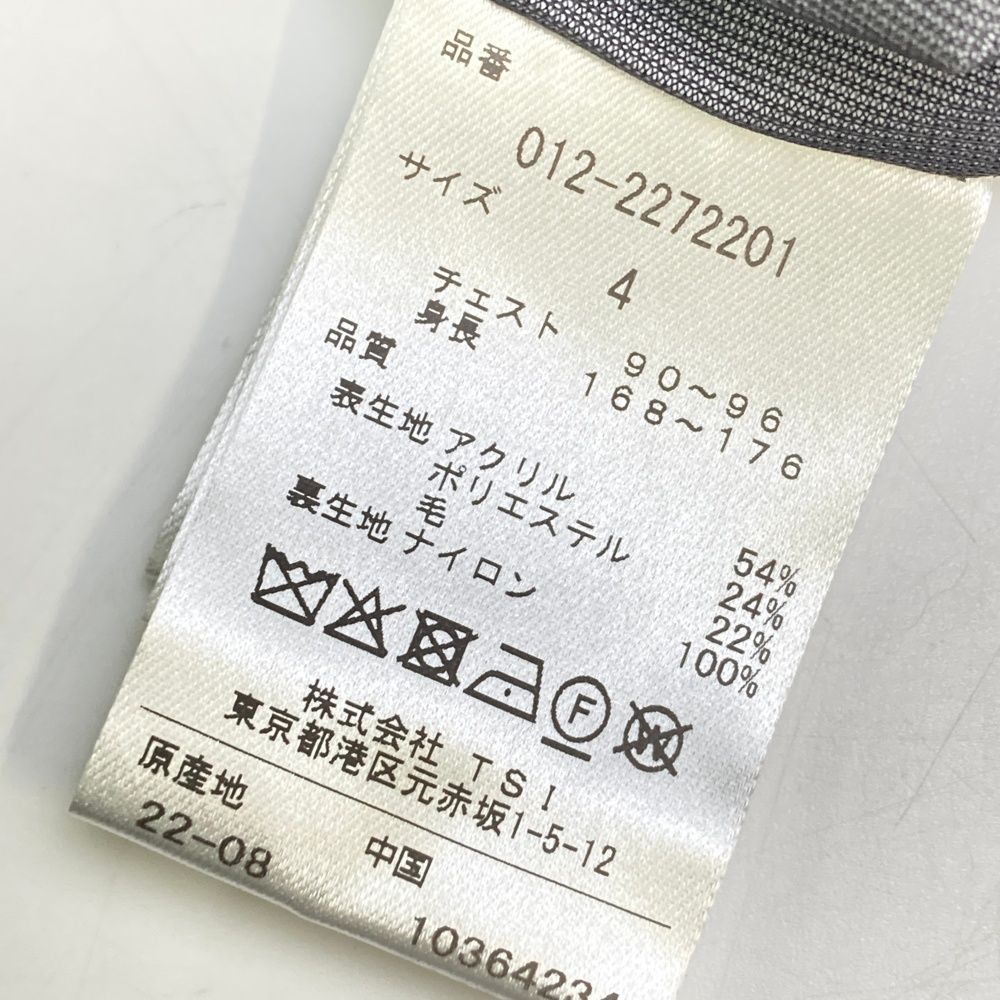 品番
012-2272201
サイズ
4
チェスト 90～96
身長 168～176
品質
表生地 アクリル 54%
ポリエステル 24%
毛 22%
裏生地 ナイロン 100%
F W
株式会社 TSI
東京都港区元赤坂1-5-12
原産地 中国
22-08
10364234